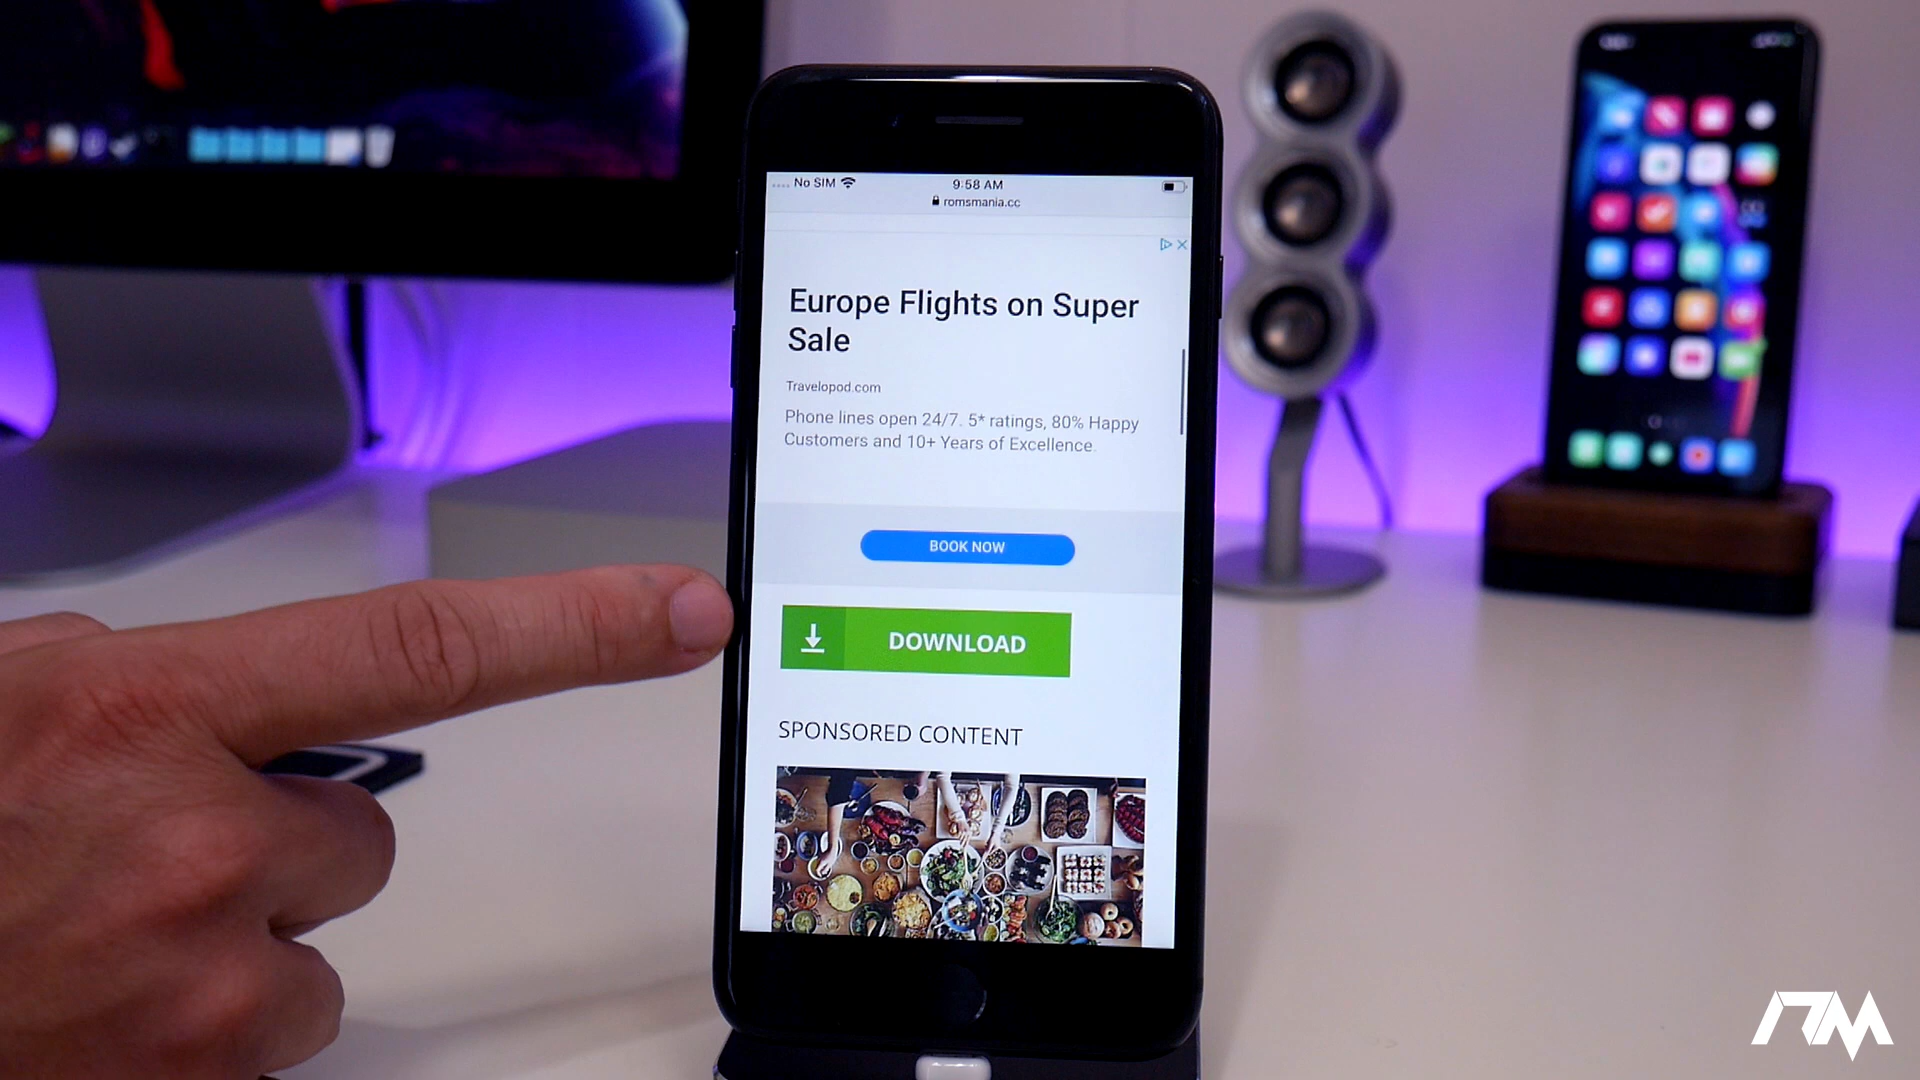 No SIM
9:58 AM
romsmania.cc
Europe Flights on Super
Sale
Travelopod.com
Phone lines open 24/7. 5* ratings, 80% Happy
Customers and 10+ Years of Excellence.
BOOK NOW
DOWNLOAD
SPONSORED CONTENT